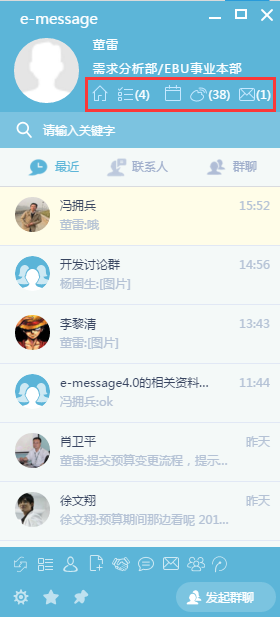 e-message
董雷
需求分析部/EBU事业本部
(4) (38) (1)
请输入关键字
最近 联系人 群聊
冯拥兵 15:52
董雷:哦
开发讨论群 14:56
杨国生:[图片]
李黎清 13:43
董雷:[图片]
e-message4.0的相关资料... 11:44
冯拥兵:ok
肖卫平 昨天
董雷:提交预算变更流程，提示...
徐文翔 昨天
徐文翔:预算期间那边看呢 201...
发起群聊